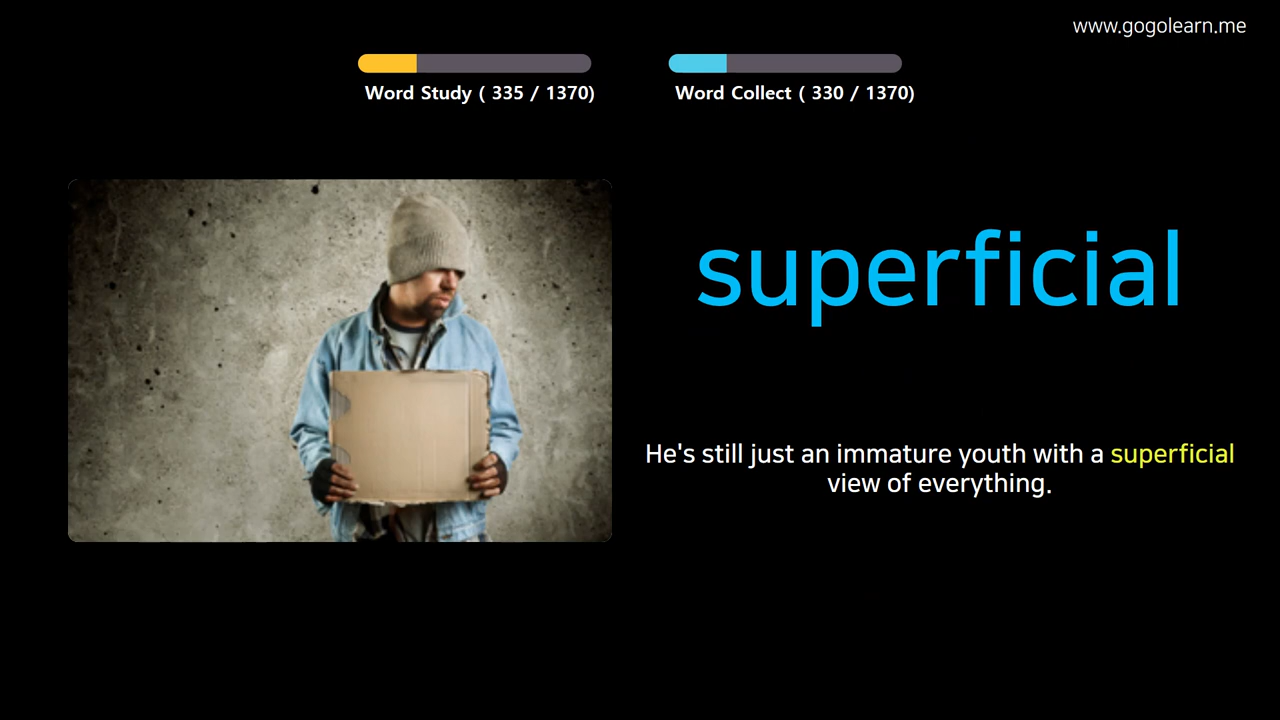 www.gogolearn.me
Word Study ( 335 / 1370)
Word Collect ( 330 / 1370)
superficial
He's still just an immature youth with a superficial
view of everything.